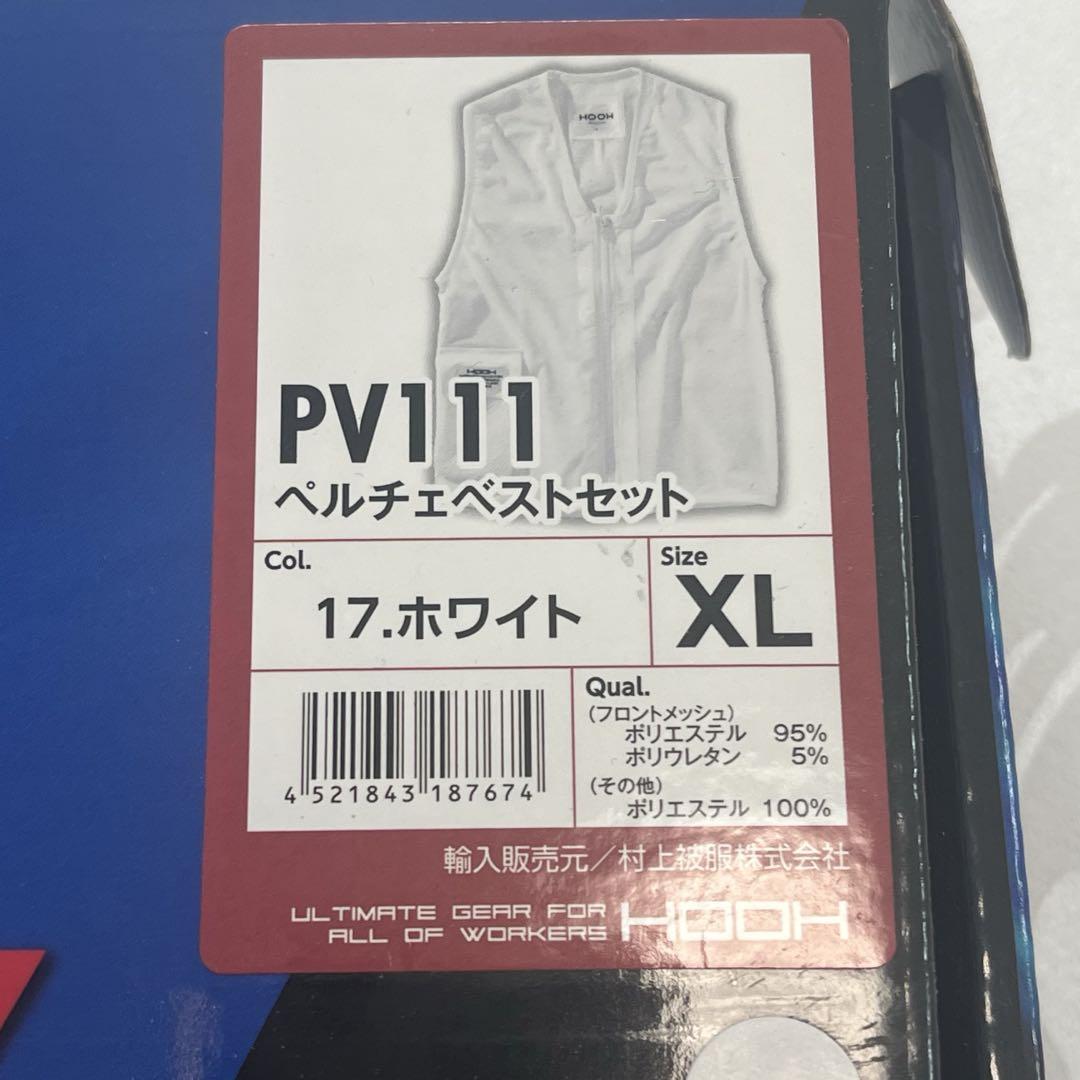 HOOH
HOOH
PV111
ペルチェベストセット
Col.
17.ホワイト
Size
XL
4 521843 187674
Qual.
(フロントメッシュ)
ポリエステル 95%
ポリウレタン 5%
(その他)
ポリエステル 100%
輸入販売元／村上被服株式会社
ULTIMATE GEAR FOR
ALL OF WORKERS
HOOH